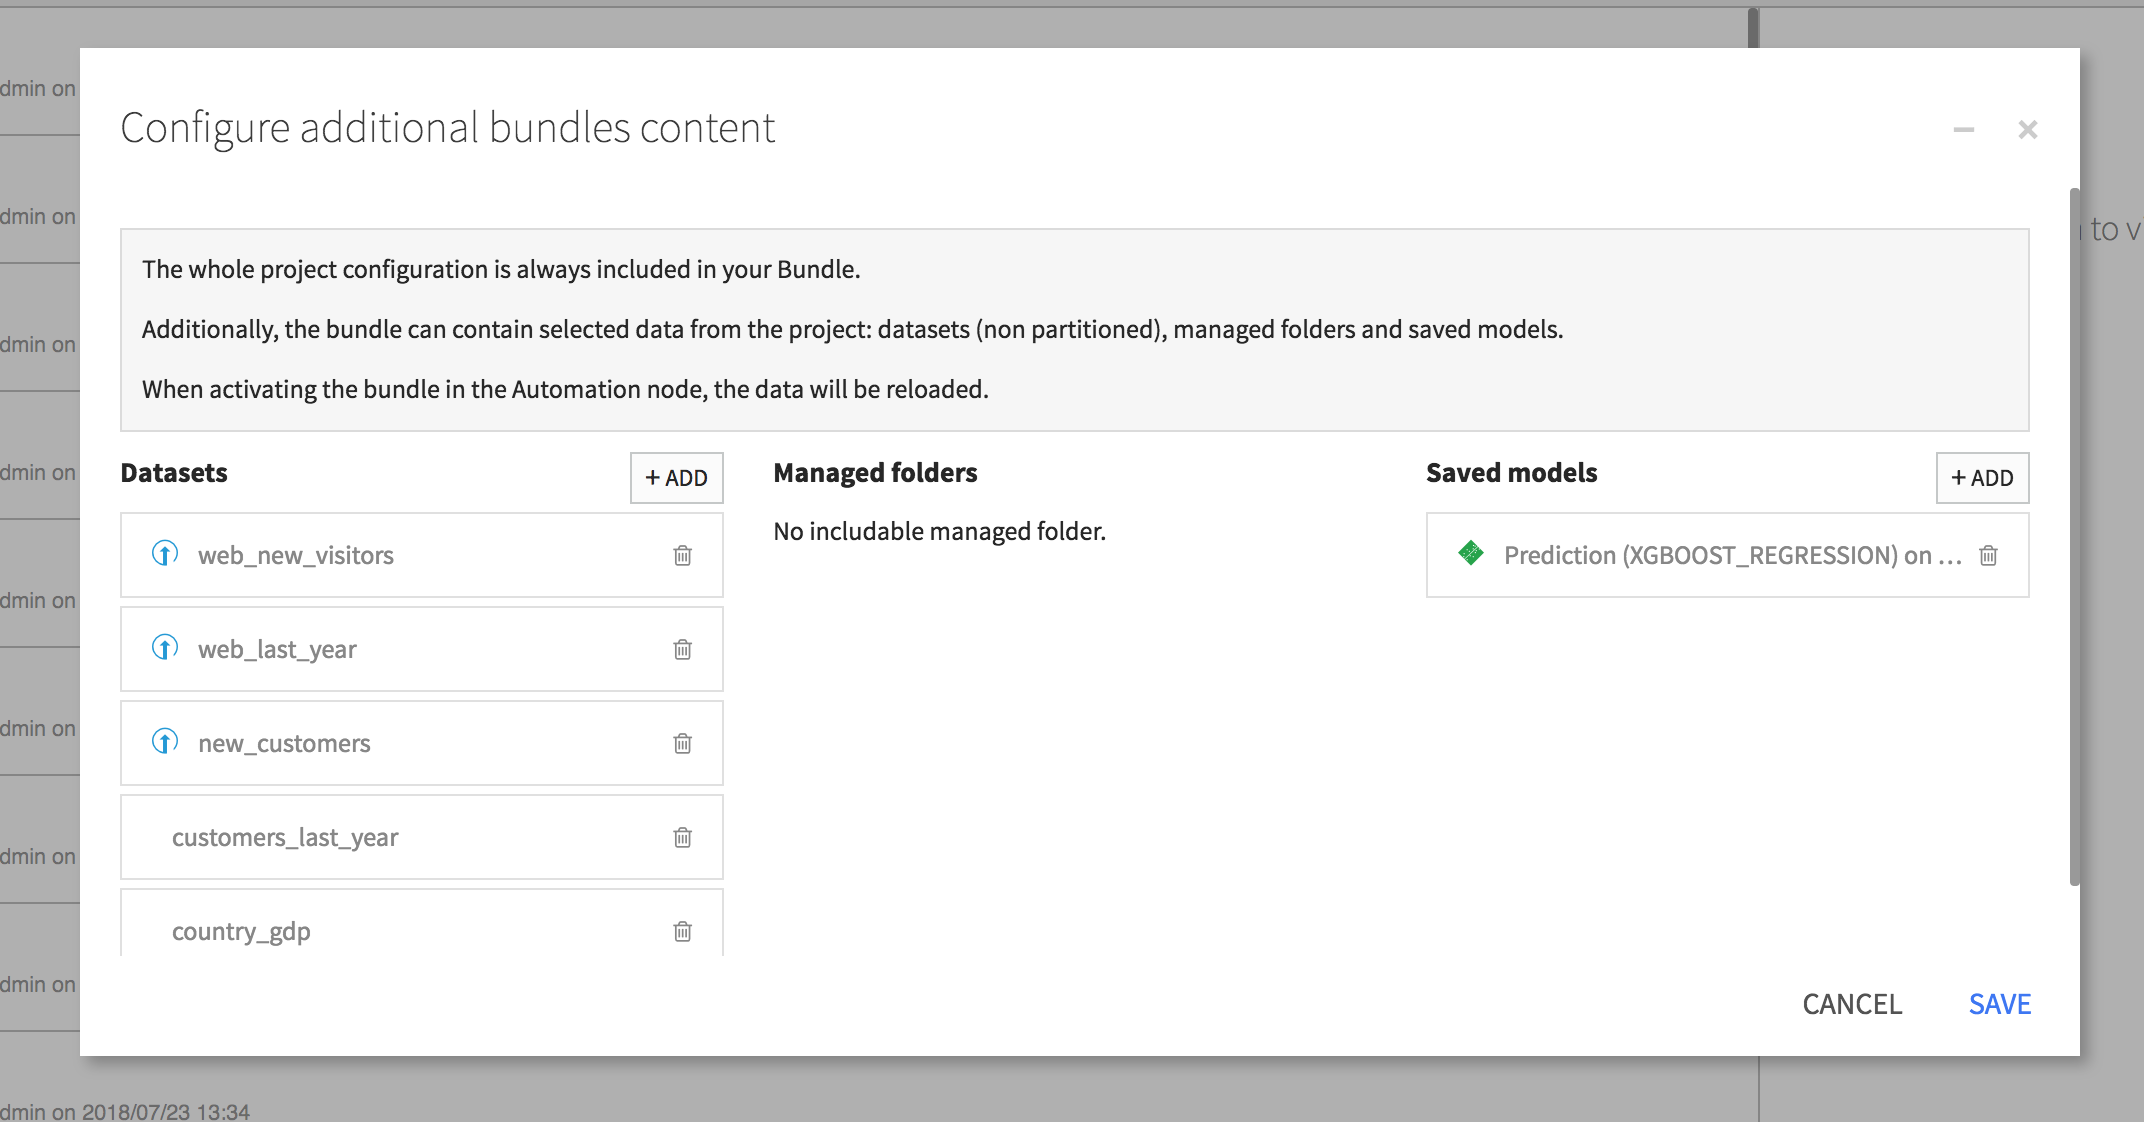 dmin on
Configure additional bundles content
dmin on
to v
The whole project configuration is always included in your Bundle.
Additionally, the bundle can contain selected data from the project: datasets (non partitioned), managed folders and saved models.
dmin on
When activating the bundle in the Automation node, the data will be reloaded.
dmin on
Datasets
+ ADD
Managed folders
Saved models
+ ADD
No includable managed folder.
web_new_visitors
Prediction (XGBOOST_REGRESSION) on ...
dmin on
web_last_year
dmin on
new_customers
customers_last_year
dmin on
country_gdp
dmin on
CANCEL
SAVE
dmin on 2018/07/23 13:34